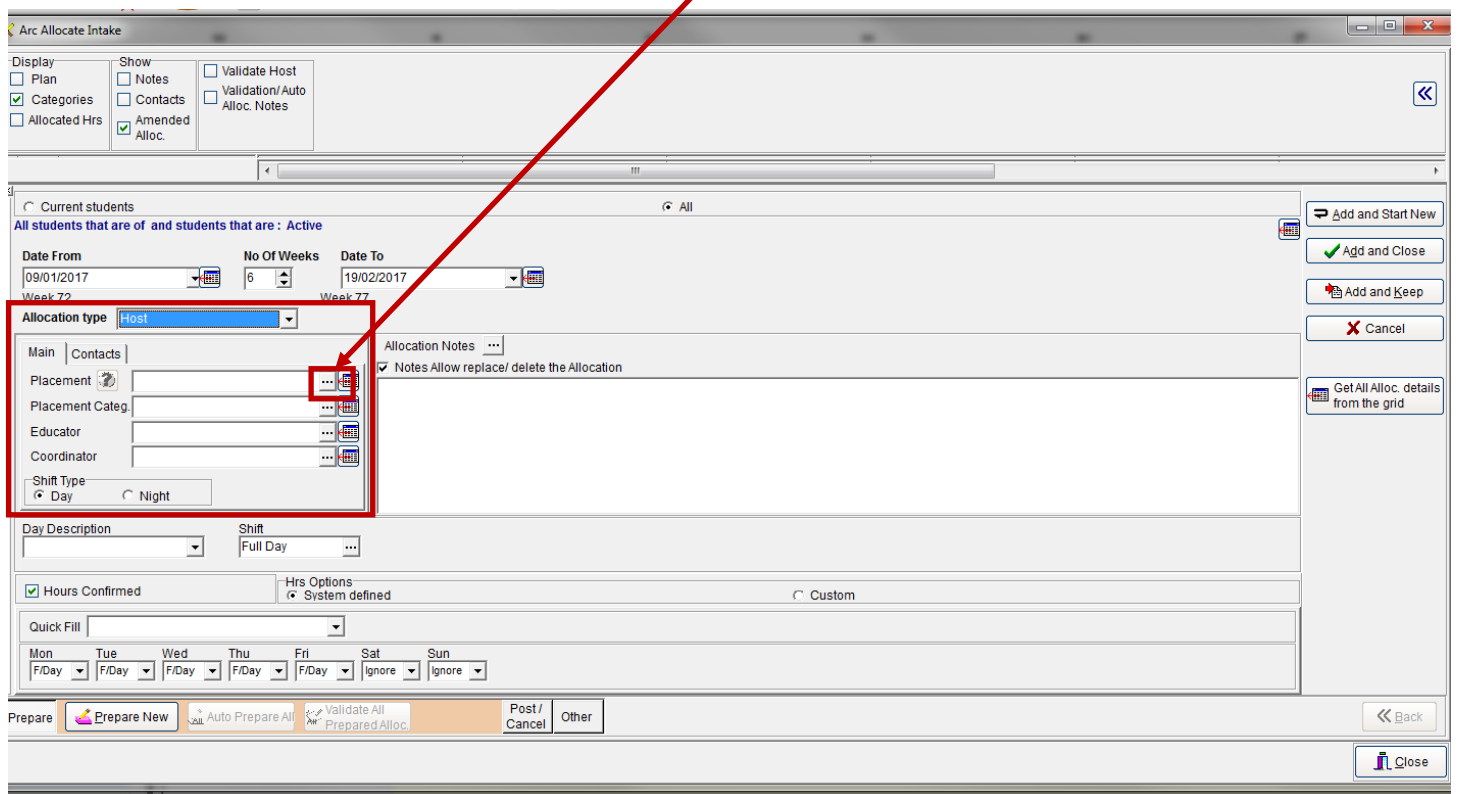 Arc Allocate Intake
Display
Plan
Categories
Allocated Hrs
Show
Notes
Contacts
Amended
Alloc.
Validate Host
Validation/Auto
Alloc. Notes
Current students
All
All students that are of and students that are : Active
Date From
No Of Weeks
Date To
09/01/2017
6
19/02/2017
Week 72
Week 77
Allocation type
Host
Main
Contacts
Placement
...
Placement Categ.
...
Educator
...
Coordinator
...
Shift Type
Day
Night
Allocation Notes
...
Notes Allow replace/ delete the Allocation
Add and Start New
Add and Close
Add and Keep
Cancel
Get All Alloc. details
from the grid
Day Description
Shift
Full Day
...
Hours Confirmed
Hrs Options
System defined
Custom
Quick Fill
Mon Tue Wed Thu Fri Sat Sun
F/Day F/Day F/Day F/Day F/Day Ignore Ignore
Prepare
Prepare New
Auto Prepare All
Validate All
Prepared Alloc.
Post /
Cancel
Other
Back
Close